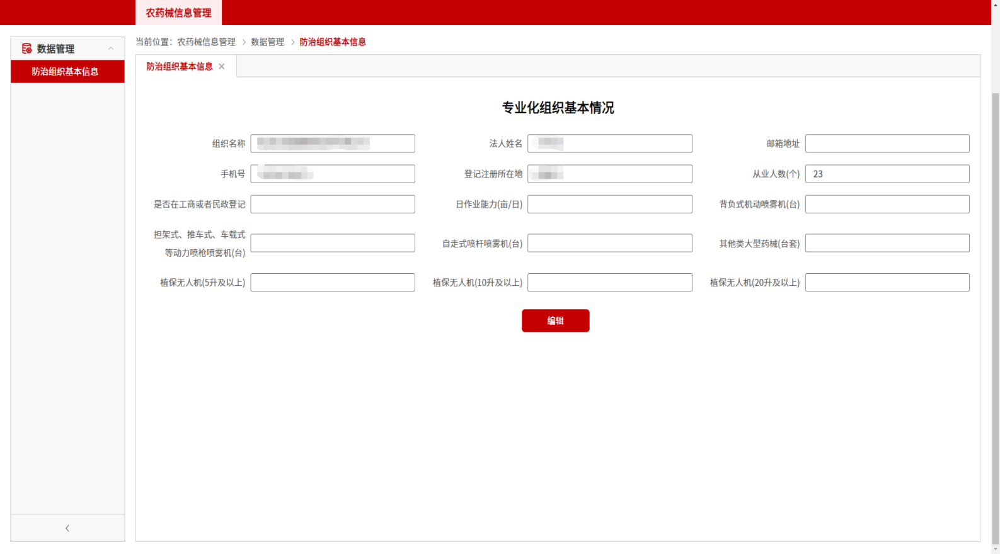 农药械信息管理
数据管理
防治组织基本信息
当前位置：农药械信息管理 > 数据管理 > 防治组织基本信息
防治组织基本信息 ×
专业化组织基本情况
组织名称
法人姓名
邮箱地址
手机号
登记注册所在地
从业人数(个) 23
是否在工商或者民政登记
日作业能力(亩/日)
背负式机动喷雾机(台)
担架式、推车式、车载式
等动力喷枪喷雾机(台)
自走式喷杆喷雾机(台)
其他类大型药械(台套)
植保无人机(5升及以上)
植保无人机(10升及以上)
植保无人机(20升及以上)
编辑